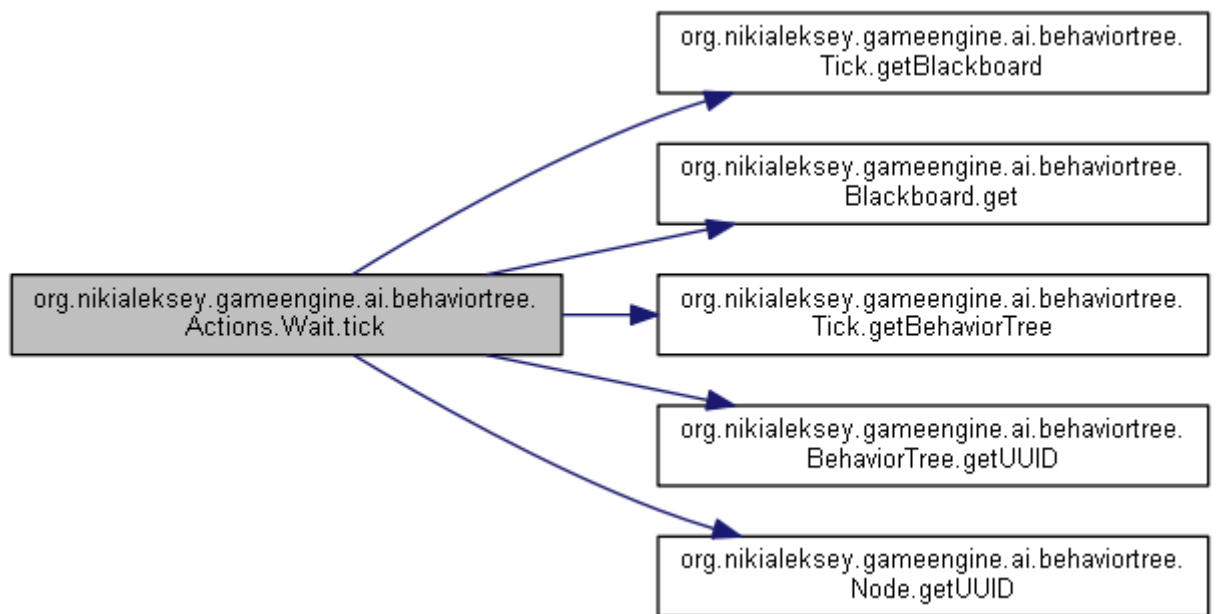 org.nikialeksey.gameengine.ai.behaviortree.
Tick.getBlackboard
org.nikialeksey.gameengine.ai.behaviortree.
Blackboard.get
org.nikialeksey.gameengine.ai.behaviortree.
Actions.Wait.tick
org.nikialeksey.gameengine.ai.behaviortree.
Tick.getBehaviorTree
org.nikialeksey.gameengine.ai.behaviortree.
BehaviorTree.getUUID
org.nikialeksey.gameengine.ai.behaviortree.
Node.getUUID